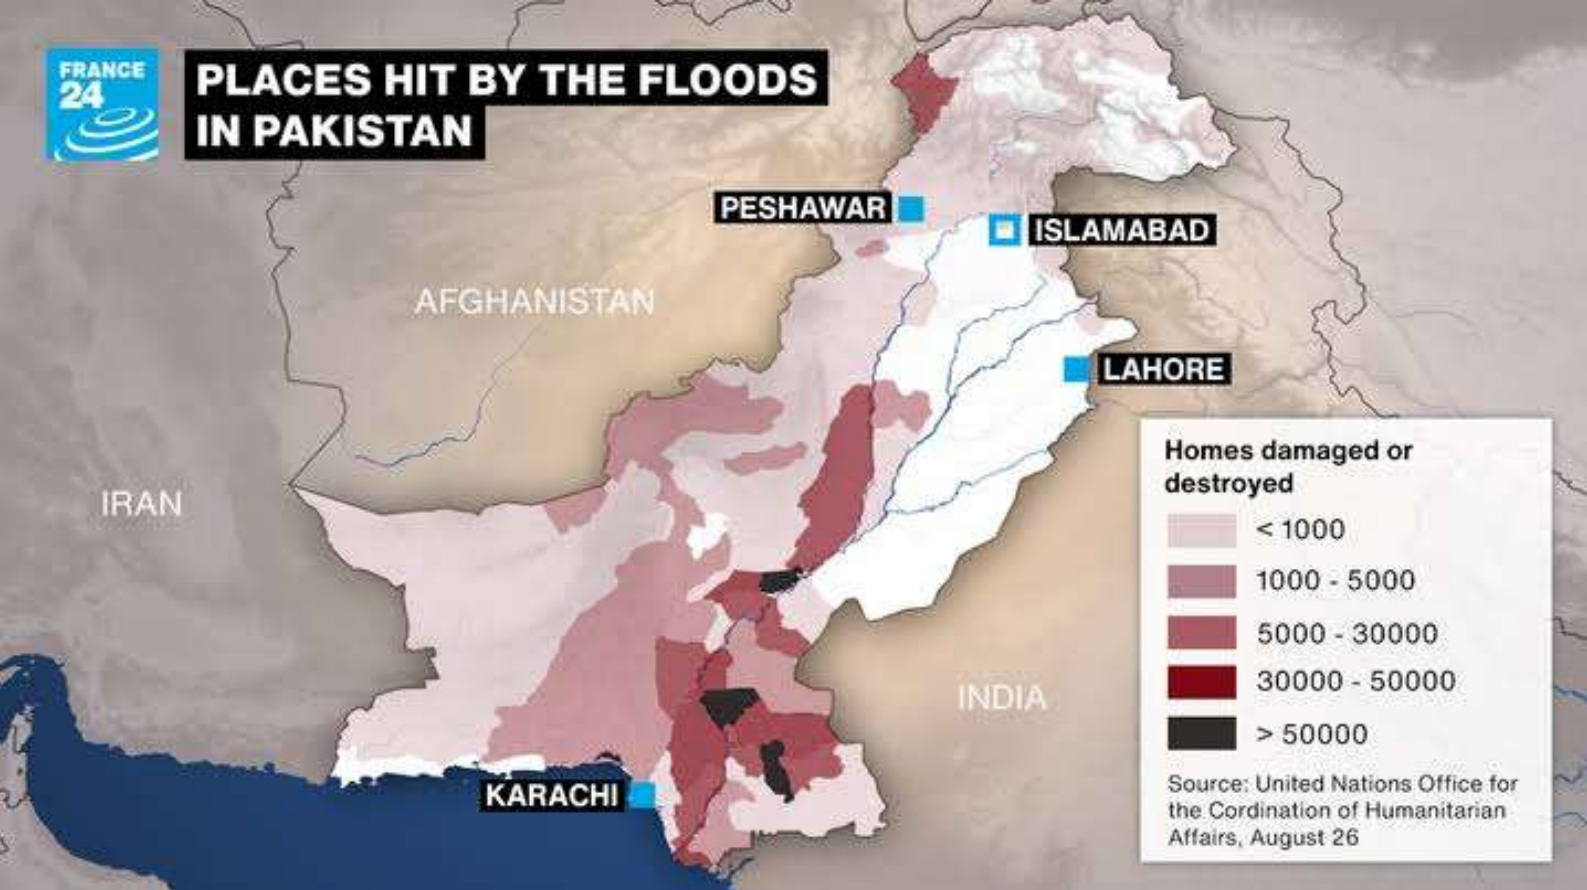 FRANCE
24
PLACES HIT BY THE FLOODS
IN PAKISTAN
PESHAWAR
ISLAMABAD
AFGHANISTAN
LAHORE
IRAN
INDIA
KARACHI
Homes damaged or
destroyed
< 1000
1000 - 5000
5000 - 30000
30000 - 50000
> 50000
Source: United Nations Office for
the Cordination of Humanitarian
Affairs, August 26